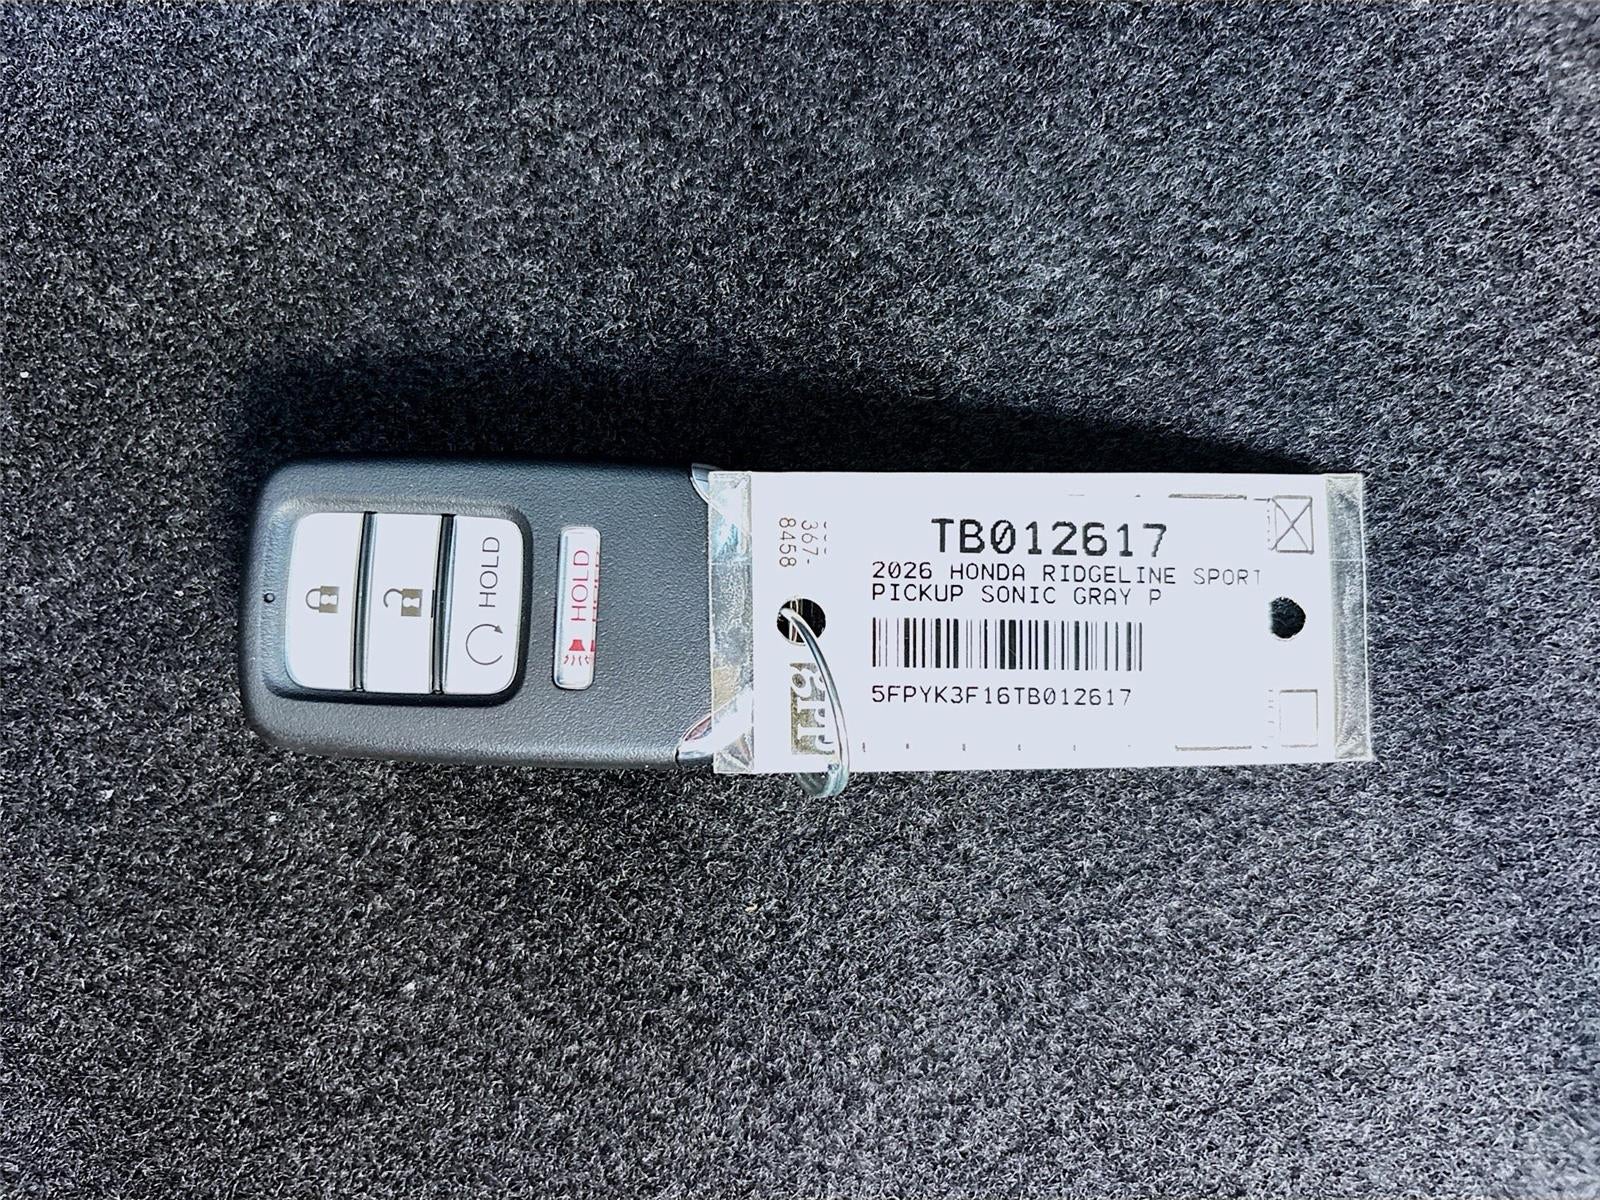 HOLD
HOLD
367-
8458
TB012617
2026 HONDA RIDGELINE SPORT
PICKUP SONIC GRAY P
5FPYK3F16TB012617